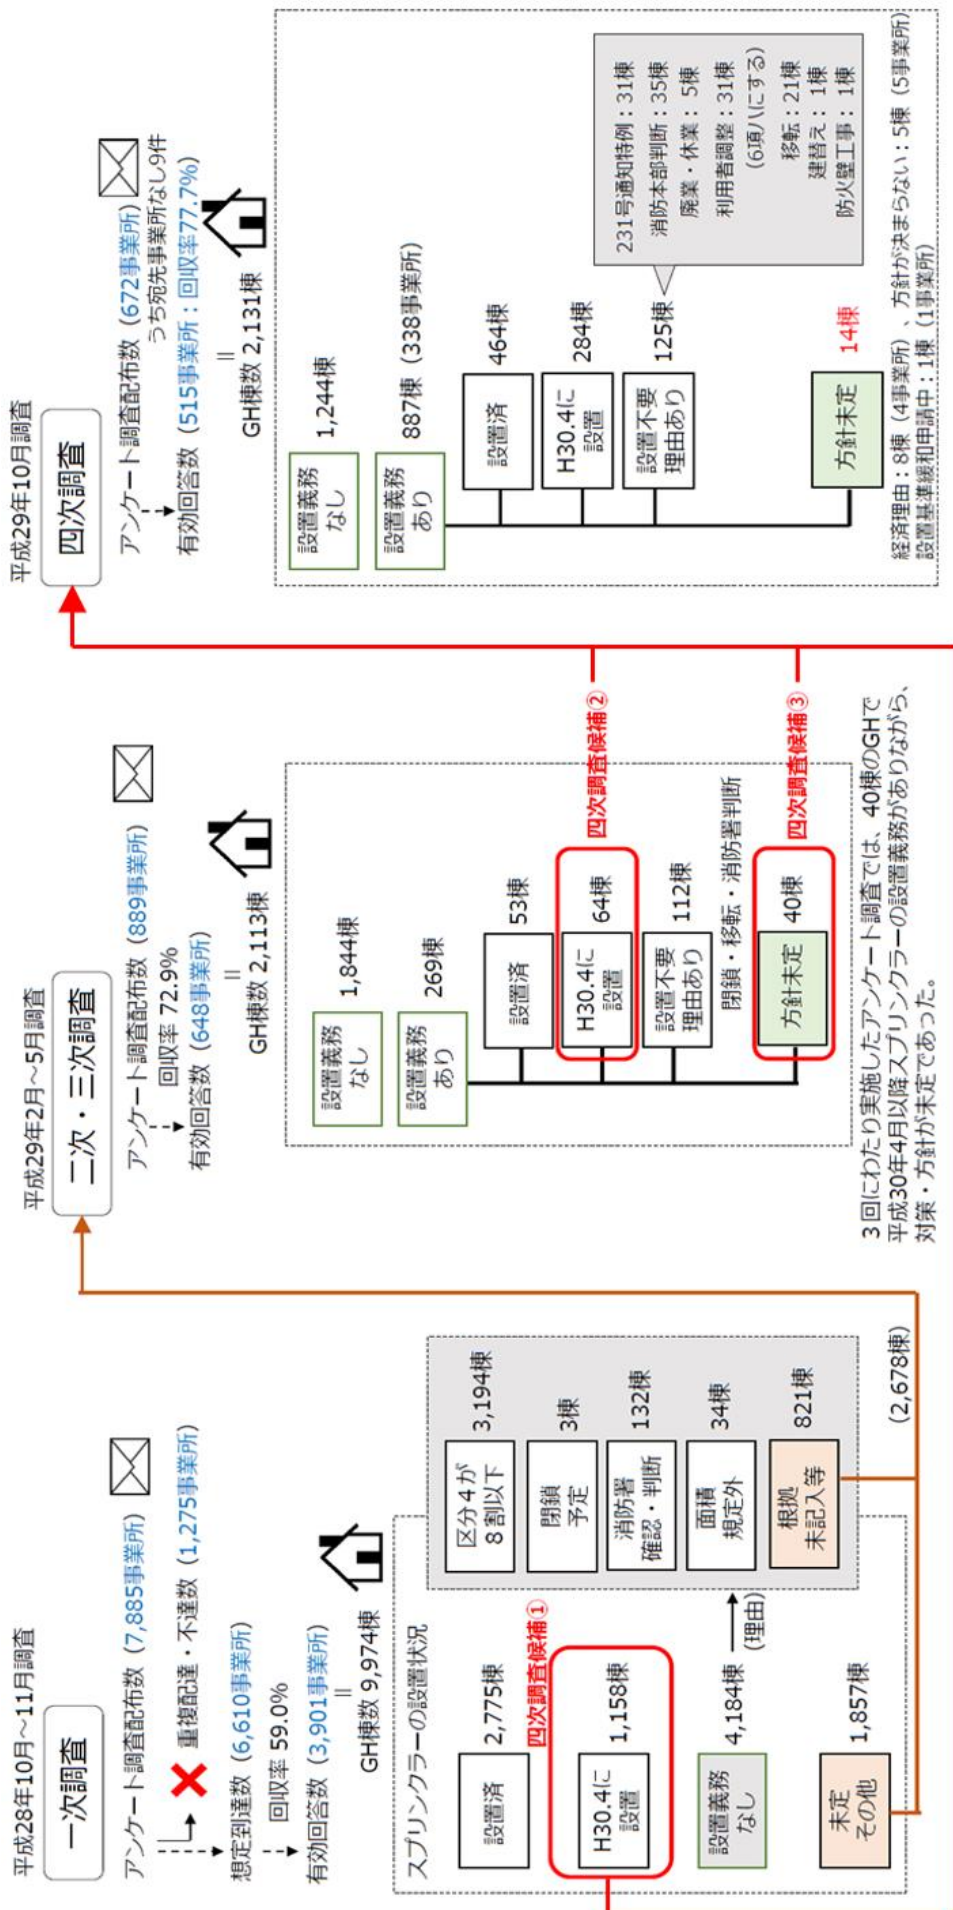 平成28年10月~11月調査
一次調査
アンケート調査配布数(7,885事業所)
重複配達・不達数(1,275事業所)
想定到達数(6,610事業所)
回収率 59.0%
有効回答数(3,901事業所)
=
GH棟数 9,974棟
スプリンクラーの設置状況
設置済
2,775棟
四次調査候補①
H30.4に
設置
1,158棟
設置義務
なし
4,184棟
(理由)
未定
その他
1,857棟
区分4が
8割以下
3,194棟
閉鎖
予定
3棟
消防署
確認・判断
132棟
面積
規定外
34棟
根拠
未記入等
821棟
(2,678棟)
平成29年2月~5月調査
二次・三次調査
アンケート調査配布数(889事業所)
回収率 72.9%
有効回答数(648事業所)
=
GH棟数 2,113棟
設置義務
なし
1,844棟
設置義務
あり
269棟
設置済
53棟
H30.4に
設置
64棟
四次調査候補②
設置不要
理由あり
112棟
閉鎖・移転・消防署判断
方針未定
40棟
四次調査候補③
3回にわたり実施したアンケート調査では、40棟のGHで
平成30年4月以降スプリンクラーの設置義務がありながら、
対策・方針が未定であった。
平成29年10月調査
四次調査
アンケート調査配布数(672事業所)
うち宛先事業所なし9件
有効回答数(515事業所:回収率77.7%)
=
GH棟数 2,131棟
設置義務
なし
1,244棟
設置義務
あり
887棟(338事業所)
設置済
464棟
H30.4に
設置
284棟
設置不要
理由あり
125棟
231号通知特例:31棟
消防本部判断:35棟
廃業・休業:5棟
利用者調整:31棟
(6項ハにする)
移転:21棟
建替え:1棟
防火壁工事:1棟
方針未定
14棟
経済理由:8棟(4事業所)、方針が決まらない:5棟(5事業所)
設置基準緩和申請中:1棟(1事業所)